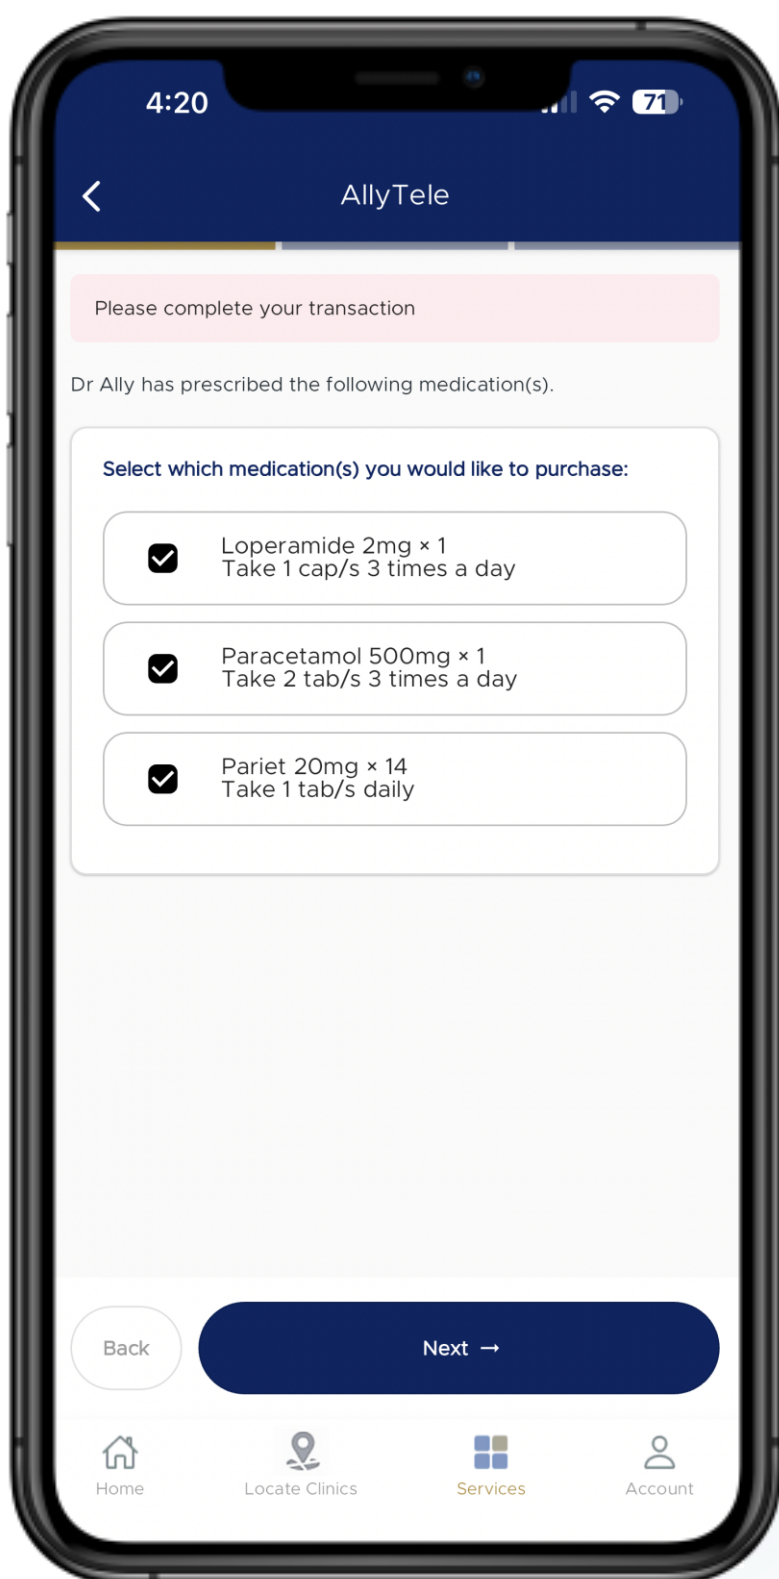 4:20
71
AllyTele
Please complete your transaction
Dr Ally has prescribed the following medication(s).
Select which medication(s) you would like to purchase:
Loperamide 2mg × 1
Take 1 cap/s 3 times a day
Paracetamol 500mg × 1
Take 2 tab/s 3 times a day
Pariet 20mg × 14
Take 1 tab/s daily
Back
Next →
Home
Locate Clinics
Services
Account